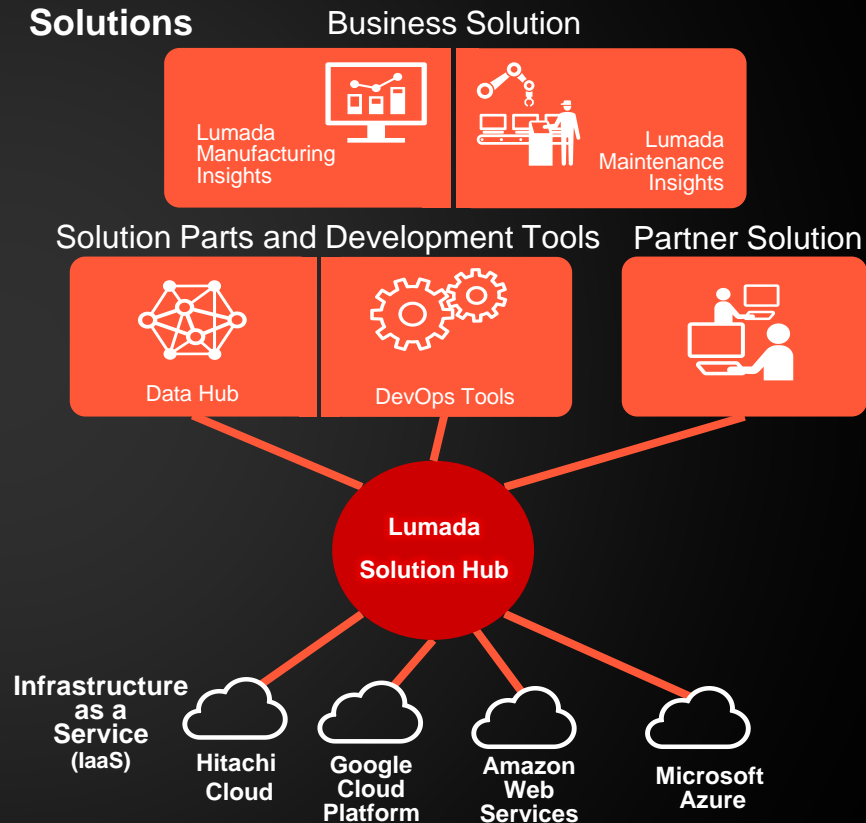 Solutions
Business Solution
Lumada
Manufacturing
Insights
Lumada
Maintenance
Insights
Solution Parts and Development Tools
Partner Solution
Data Hub
DevOps Tools
Lumada
Solution Hub
Infrastructure
as a
Service
(IaaS)
Hitachi
Cloud
Google
Cloud
Platform
Amazon
Web
Services
Microsoft
Azure